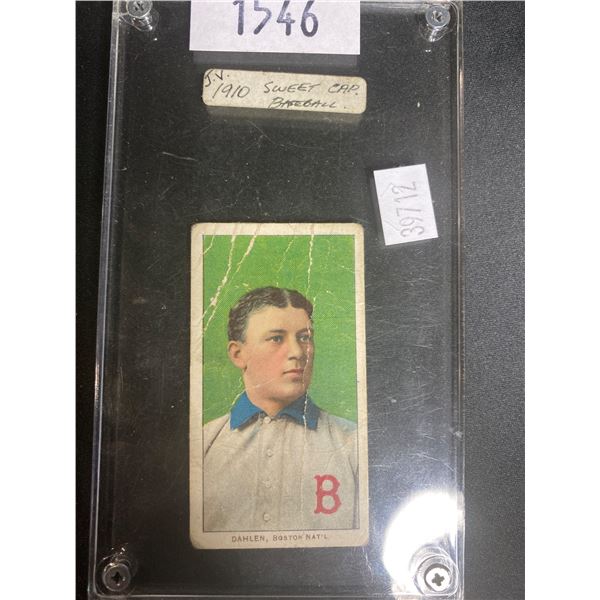 1546
J.V.
1910 SWEET CAP.
BASEBALL.
39712
B
DAHLEN, BOSTON NAT'L